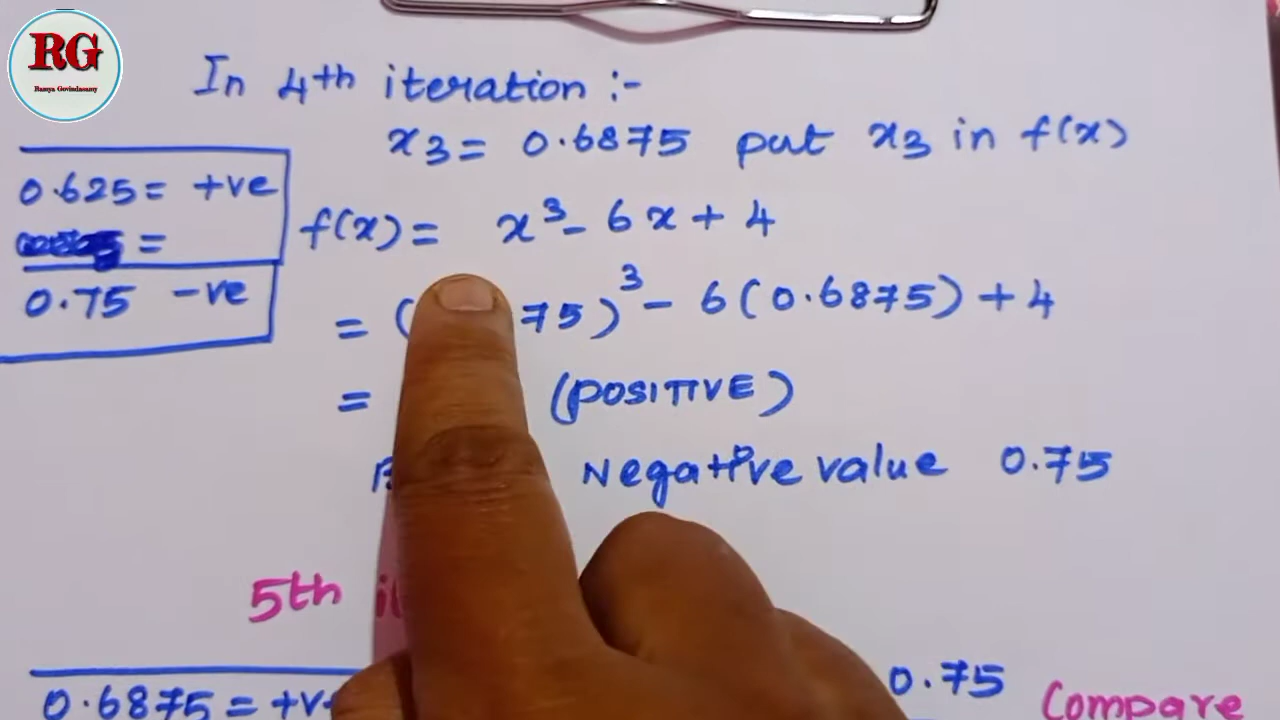 RG
Ramya Govindasamy
In 4th iteration :-
x3 = 0.6875 put x3 in f(x)
0.625 = +ve
=
0.75 -ve
f(x) = x³ - 6x + 4
= ( 75)³ - 6(0.6875) + 4
= (POSITIVE)
Negative value 0.75
5th
0.6875 = +v
0.75
Compare